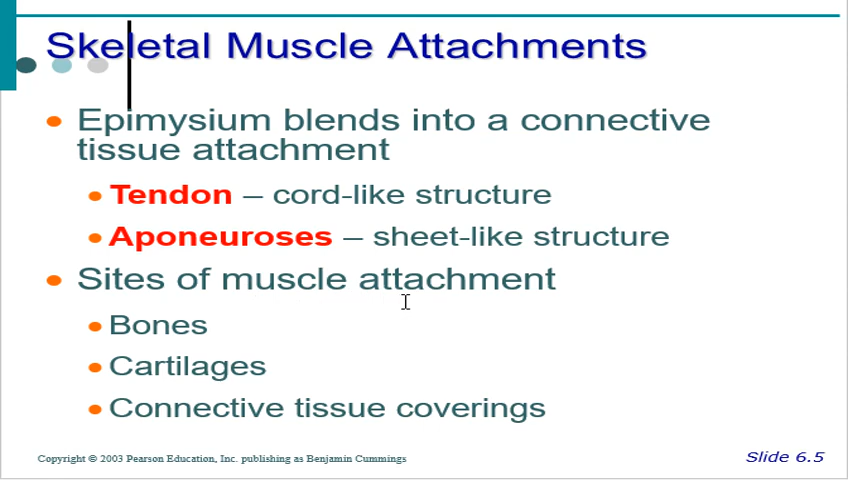 Skeletal Muscle Attachments
Epimysium blends into a connective
tissue attachment
Tendon – cord-like structure
Aponeuroses – sheet-like structure
Sites of muscle attachment
Bones
Cartilages
Connective tissue coverings
Copyright © 2003 Pearson Education, Inc. publishing as Benjamin Cummings
Slide 6.5